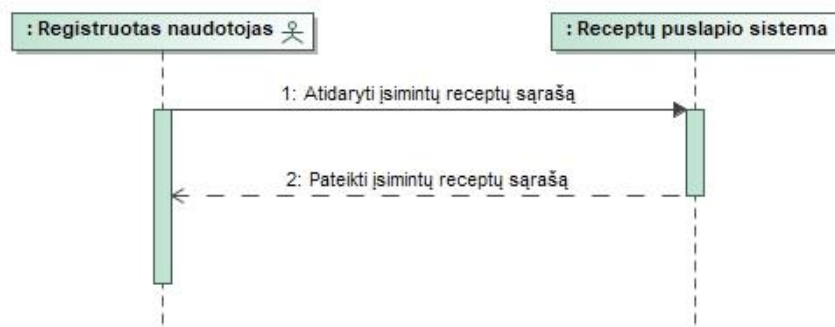 : Registruotas naudotojas
: Receptų puslapio sistema
1: Atidaryti įsimintų receptų sąrašą
2: Pateikti įsimintų receptų sąrašą